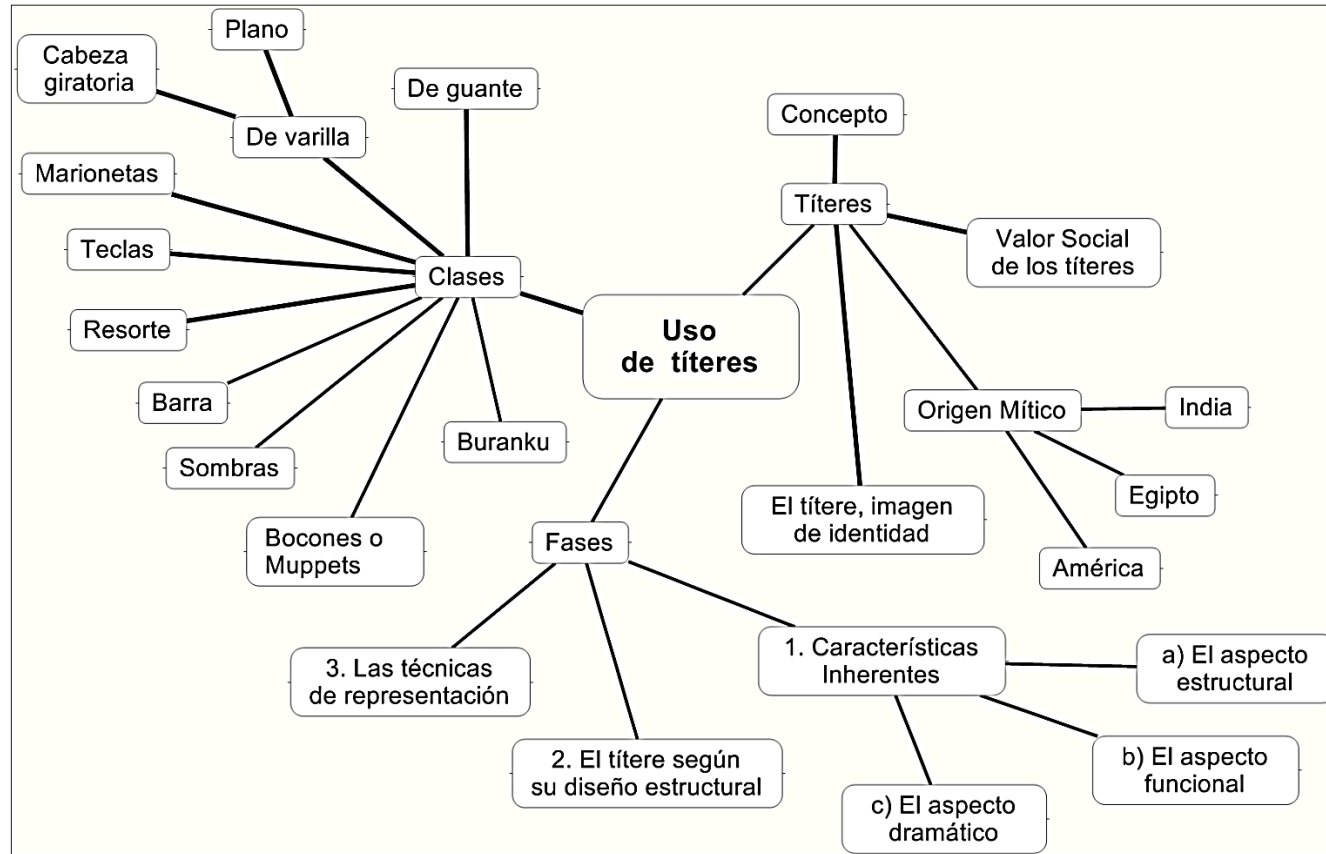 Uso
de títeres
Clases
De guante
De varilla
Plano
Cabeza
giratoria
Marionetas
Teclas
Resorte
Barra
Sombras
Bocones o
Muppets
Buranku
Títeres
Concepto
Valor Social
de los títeres
Origen Mítico
India
Egipto
América
El títere, imagen
de identidad
Fases
1. Características
Inherentes
a) El aspecto
estructural
b) El aspecto
funcional
c) El aspecto
dramático
2. El títere según
su diseño estructural
3. Las técnicas
de representación